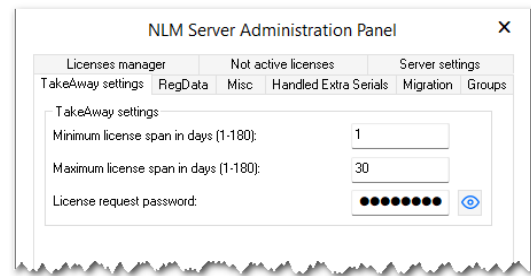 NLM Server Administration Panel
Licenses manager Not active licenses Server settings
TakeAway settings RegData Misc Handled Extra Serials Migration Groups
TakeAway settings
Minimum license span in days (1-180): 1
Maximum license span in days (1-180): 30
License request password: ●●●●●●●●